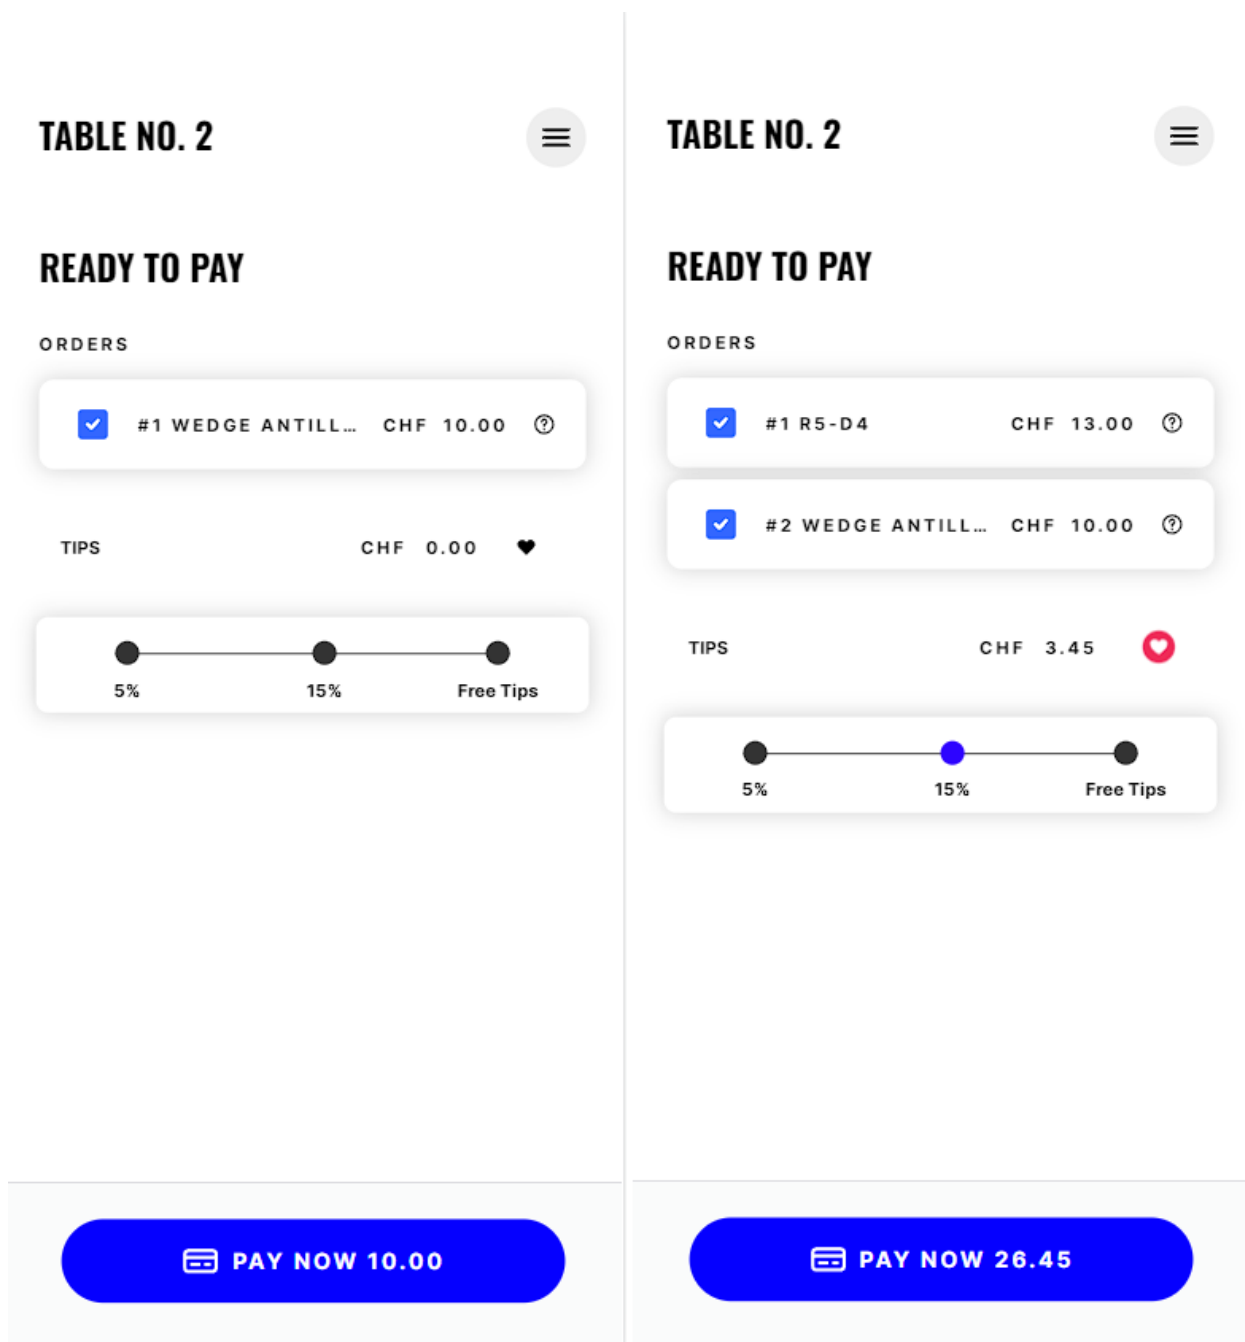 TABLE NO. 2
READY TO PAY
ORDERS
#1 WEDGE ANTILL... CHF 10.00
TIPS CHF 0.00
5% 15% Free Tips
PAY NOW 10.00
TABLE NO. 2
READY TO PAY
ORDERS
#1 R5-D4 CHF 13.00
#2 WEDGE ANTILL... CHF 10.00
TIPS CHF 3.45
5% 15% Free Tips
PAY NOW 26.45